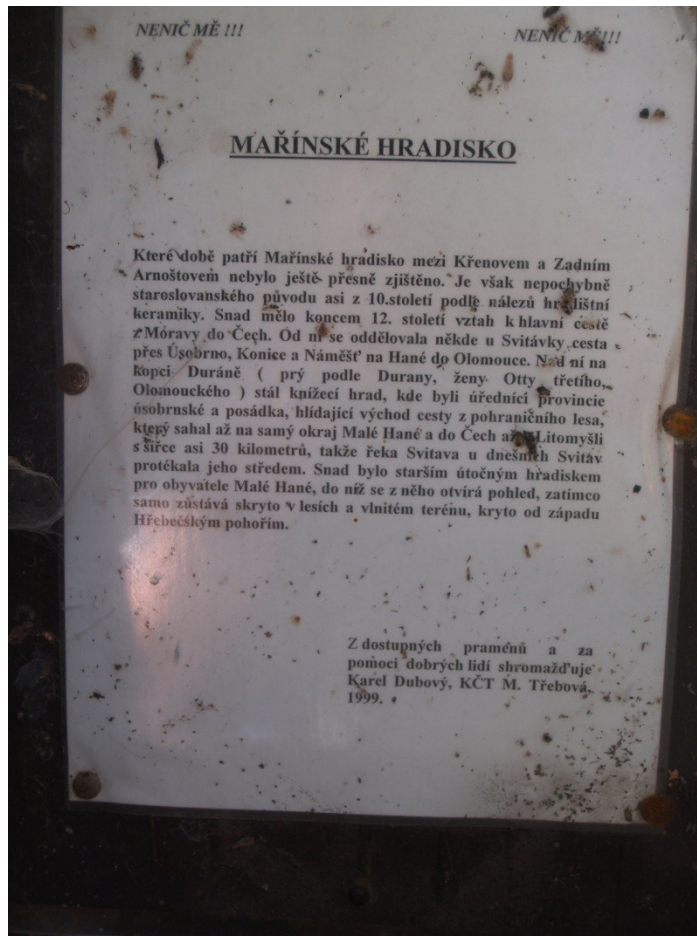 NENIČ MĚ !!! NENIČ MĚ!!!
MAŘÍNSKÉ HRADISKO
Které době patří Mařínské hradisko mezi Křenovem a Zadním
Arnoštovem nebylo ještě přesně zjištěno. Je však nepochybně
staroslovanského původu asi z 10.století podle nálezů hradištní
keramiky. Snad mělo koncem 12. století vztah k hlavní cestě
z Moravy do Čech. Od ní se oddělovala někde u Svitávky cesta
přes Úsobrno, Konice a Náměšť na Hané do Olomouce. Nad ní na
kopci Duráně ( prý podle Durany, ženy Otty třetího,
Olomouckého ) stál knížecí hrad, kde byli úředníci provincie
úsobrnské a posádka, hlídající východ cesty z pohraničního lesa,
který sahal až na samý okraj Malé Hané a do Čech až k Litomyšli
s šířce asi 30 kilometrů, takže řeka Svitava u dnešních Svitav
protékala jeho středem. Snad bylo starším útočným hradiskem
pro obyvatele Malé Hané, do níž se z něho otvírá pohled, zatímco
samo zůstává skryto v lesích a vlnitém terénu, kryto od západu
Hřebečským pohořím.
Z dostupných pramenů a za
pomoci dobrých lidí shromažďuje
Karel Dubový, KČT M. Třebová,
1999.